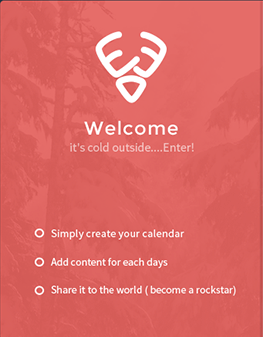 Welcome
it's cold outside....Enter!
Simply create your calendar
Add content for each days
Share it to the world ( become a rockstar)